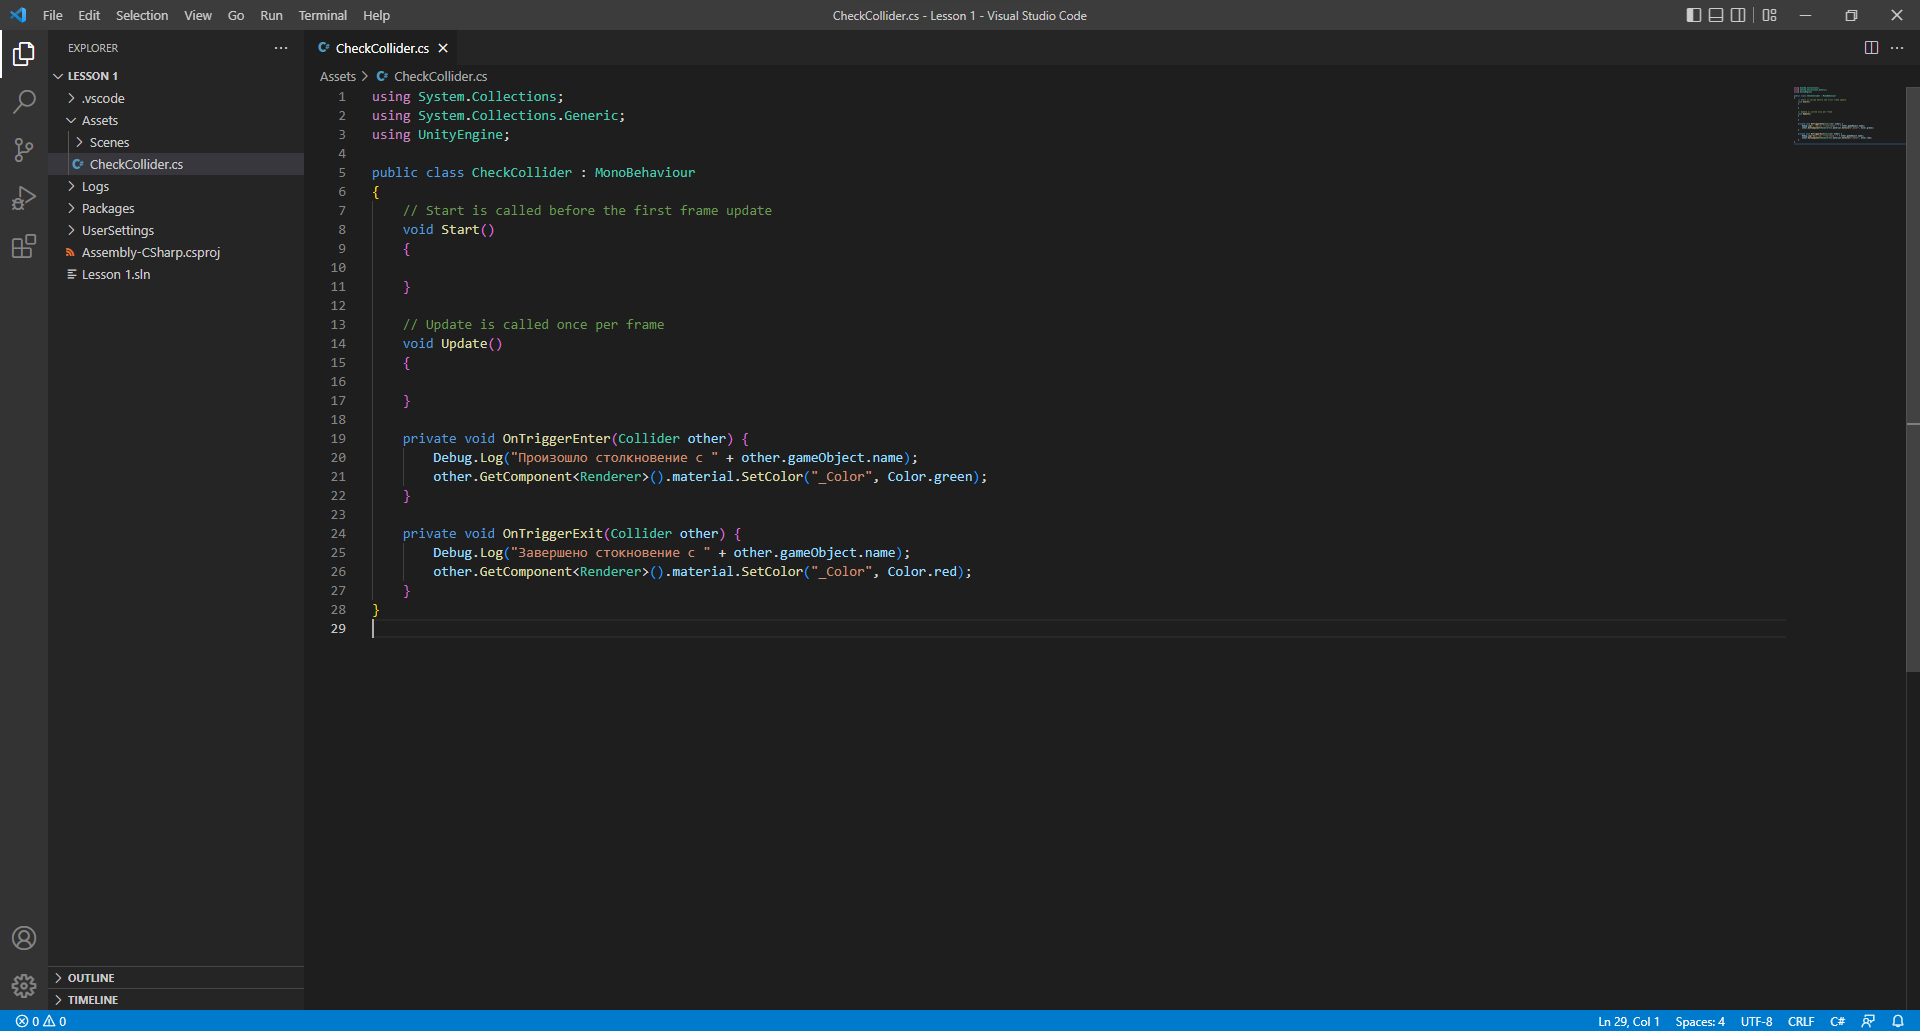 File Edit Selection View Go Run Terminal Help
CheckCollider.cs - Lesson 1 - Visual Studio Code
EXPLORER
LESSON 1
.vscode
Assets
Scenes
CheckCollider.cs
Logs
Packages
UserSettings
Assembly-CSharp.csproj
Lesson 1.sln
OUTLINE
TIMELINE
CheckCollider.cs
Assets > CheckCollider.cs
1 using System.Collections;
2 using System.Collections.Generic;
3 using UnityEngine;
4
5 public class CheckCollider : MonoBehaviour
6 {
7 // Start is called before the first frame update
8 void Start()
9 {
10
11 }
12
13 // Update is called once per frame
14 void Update()
15 {
16
17 }
18
19 private void OnTriggerEnter(Collider other) {
20 Debug.Log("Произошло столкновение с " + other.gameObject.name);
21 other.GetComponent<Renderer>().material.SetColor("_Color", Color.green);
22 }
23
24 private void OnTriggerExit(Collider other) {
25 Debug.Log("Завершено стокновение с " + other.gameObject.name);
26 other.GetComponent<Renderer>().material.SetColor("_Color", Color.red);
27 }
28 }
29
0 0
Ln 29, Col 1 Spaces: 4 UTF-8 CRLF C#